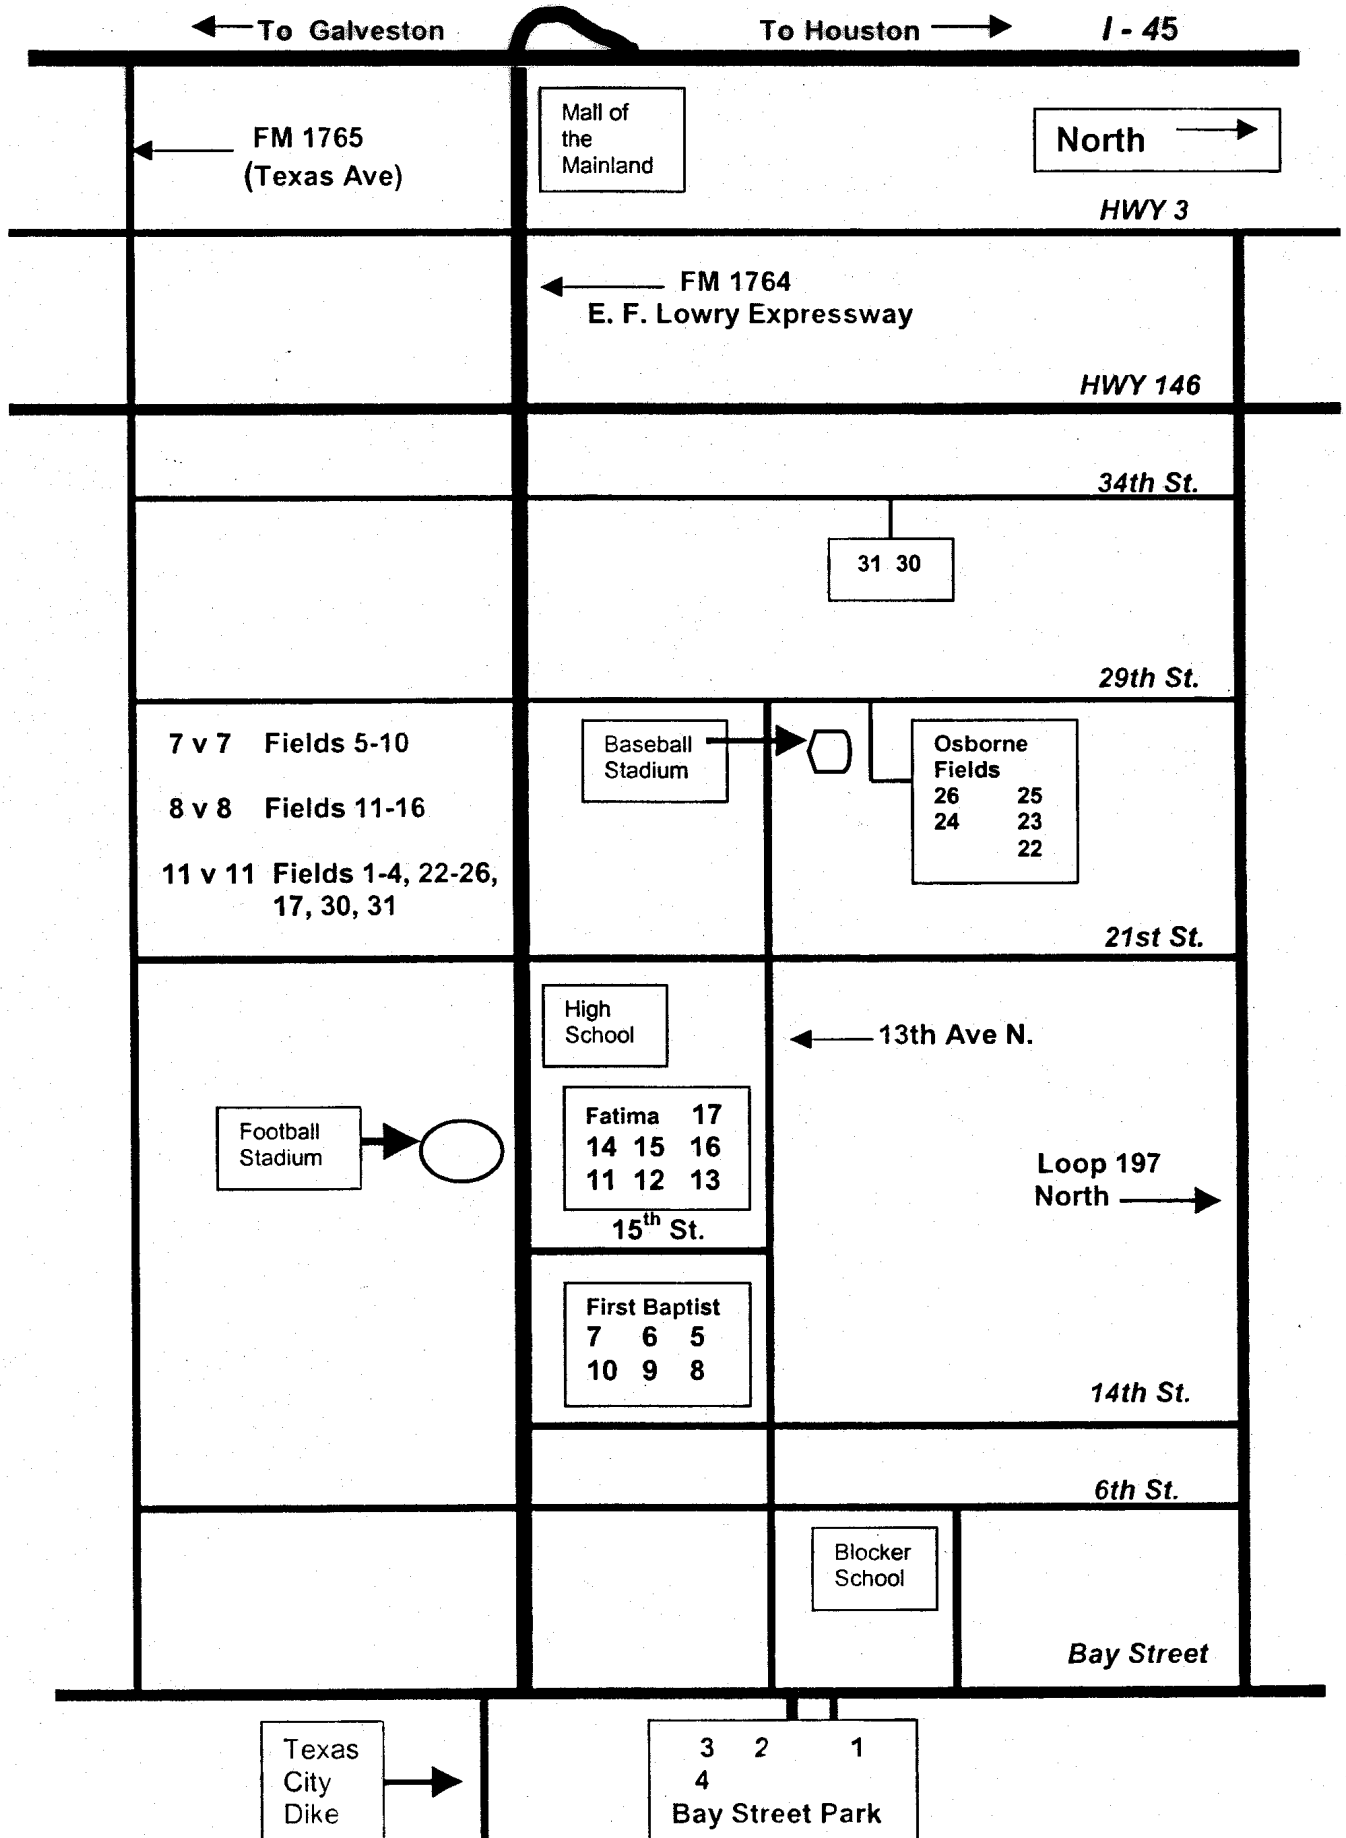 To Galveston
To Houston
I - 45
Mall of
the
Mainland
North
FM 1765
(Texas Ave)
HWY 3
FM 1764
E. F. Lowry Expressway
HWY 146
34th St.
31 30
29th St.
7 v 7 Fields 5-10
8 v 8 Fields 11-16
11 v 11 Fields 1-4, 22-26,
17, 30, 31
Baseball
Stadium
Osborne
Fields
26 25
24 23
22
21st St.
High
School
13th Ave N.
Football
Stadium
Fatima 17
14 15 16
11 12 13
15th St.
Loop 197
North
First Baptist
7 6 5
10 9 8
14th St.
6th St.
Blocker
School
Bay Street
Texas
City
Dike
3 2 1
4
Bay Street Park